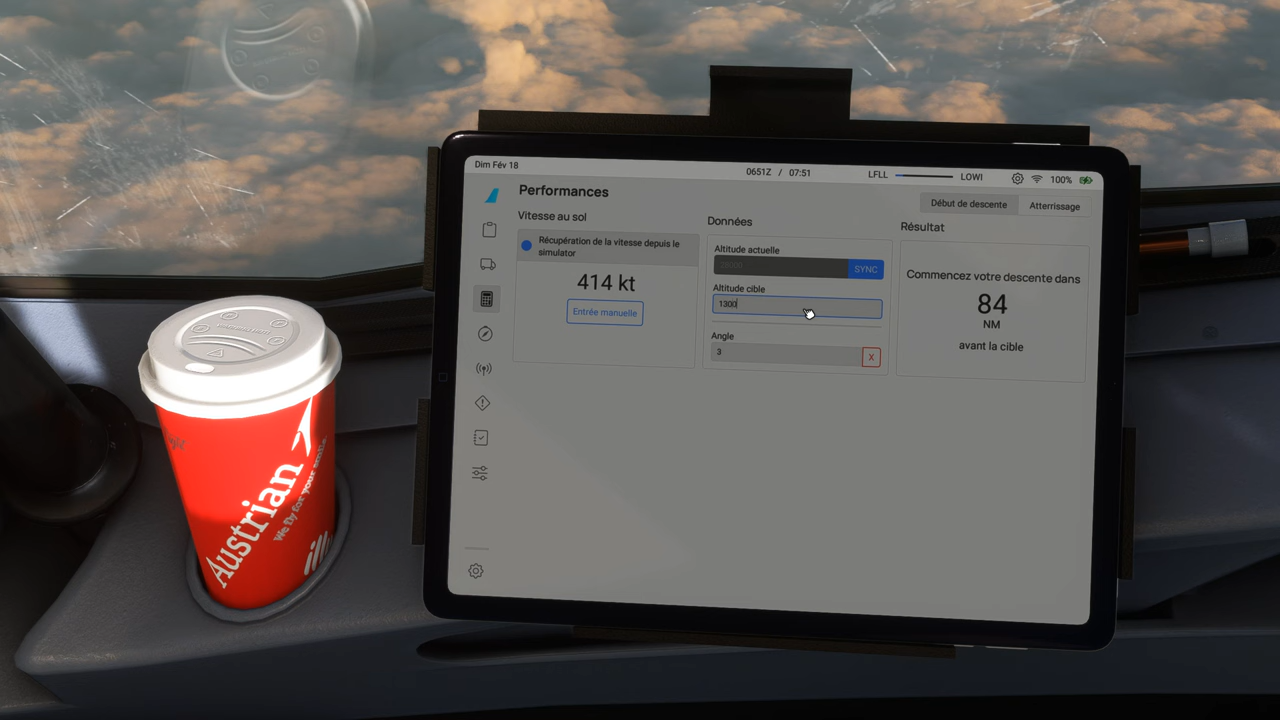 Dim Fév 18
0651Z / 07:51
LFLL
LOWI
100%
Performances
Début de descente
Atterrissage
Vitesse au sol
Récupération de la vitesse depuis le
simulator
414 kt
Entrée manuelle
Données
Altitude actuelle
SYNC
Altitude cible
1300
Angle
3
X
Résultat
Commencez votre descente dans
84
NM
avant la cible
Austrian
We fly for your smile.